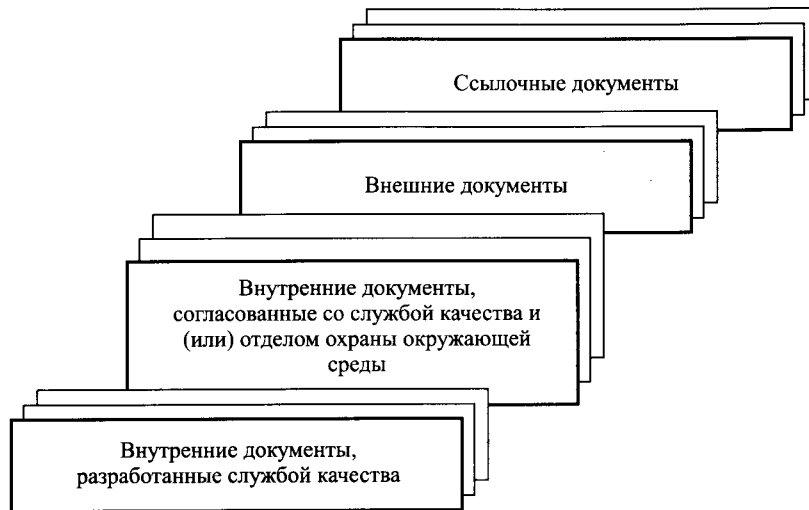 Ссылочные документы
Внешние документы
Внутренние документы,
согласованные со службой качества и
(или) отделом охраны окружающей
среды
Внутренние документы,
разработанные службой качества